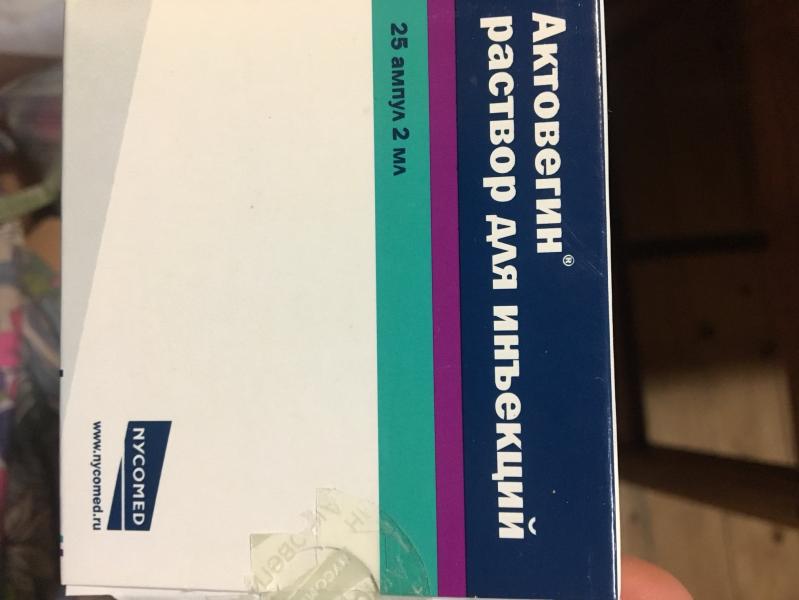 Актовегин®
раствор для инъекций
25 ампул 2 мл
NYCOMED
www.nycomed.ru